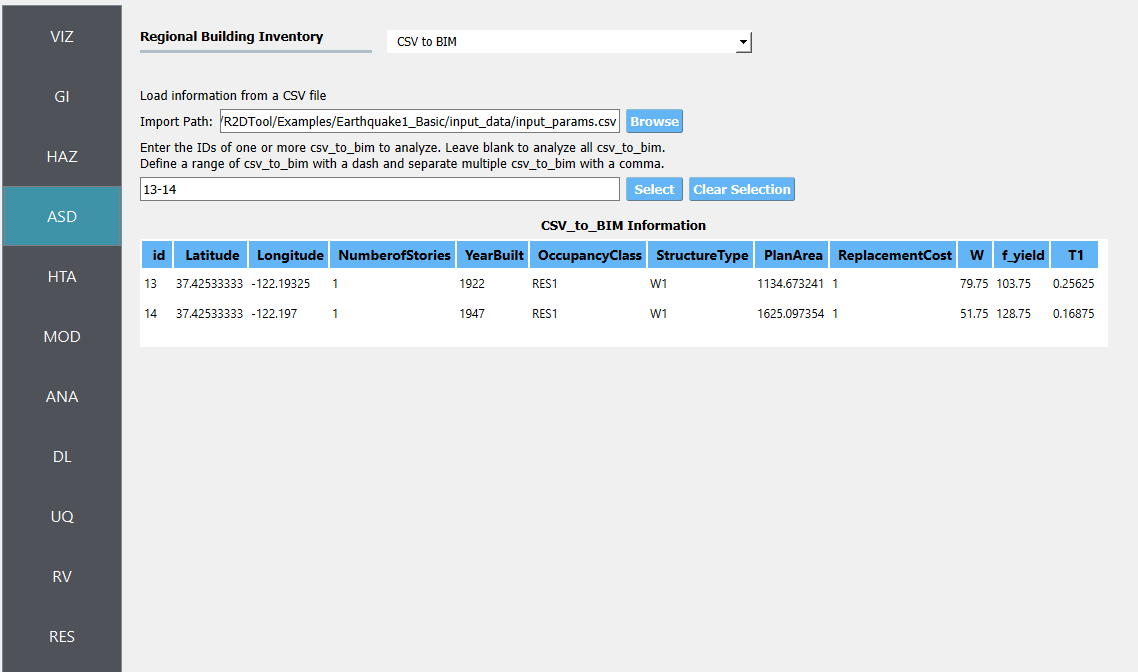 VIZ
GI
HAZ
ASD
HTA
MOD
ANA
DL
UQ
RV
RES
Regional Building Inventory CSV to BIM
Load information from a CSV file
Import Path: /R2DTool/Examples/Earthquake1_Basic/input_data/input_params.csv Browse
Enter the IDs of one or more csv_to_bim to analyze. Leave blank to analyze all csv_to_bim.
Define a range of csv_to_bim with a dash and separate multiple csv_to_bim with a comma.
13-14 Select Clear Selection
CSV_to_BIM Information
id Latitude Longitude NumberofStories YearBuilt OccupancyClass StructureType PlanArea ReplacementCost W f_yield T1
13 37.42533333 -122.19325 1 1922 RES1 W1 1134.673241 1 79.75 103.75 0.25625
14 37.42533333 -122.197 1 1947 RES1 W1 1625.097354 1 51.75 128.75 0.16875